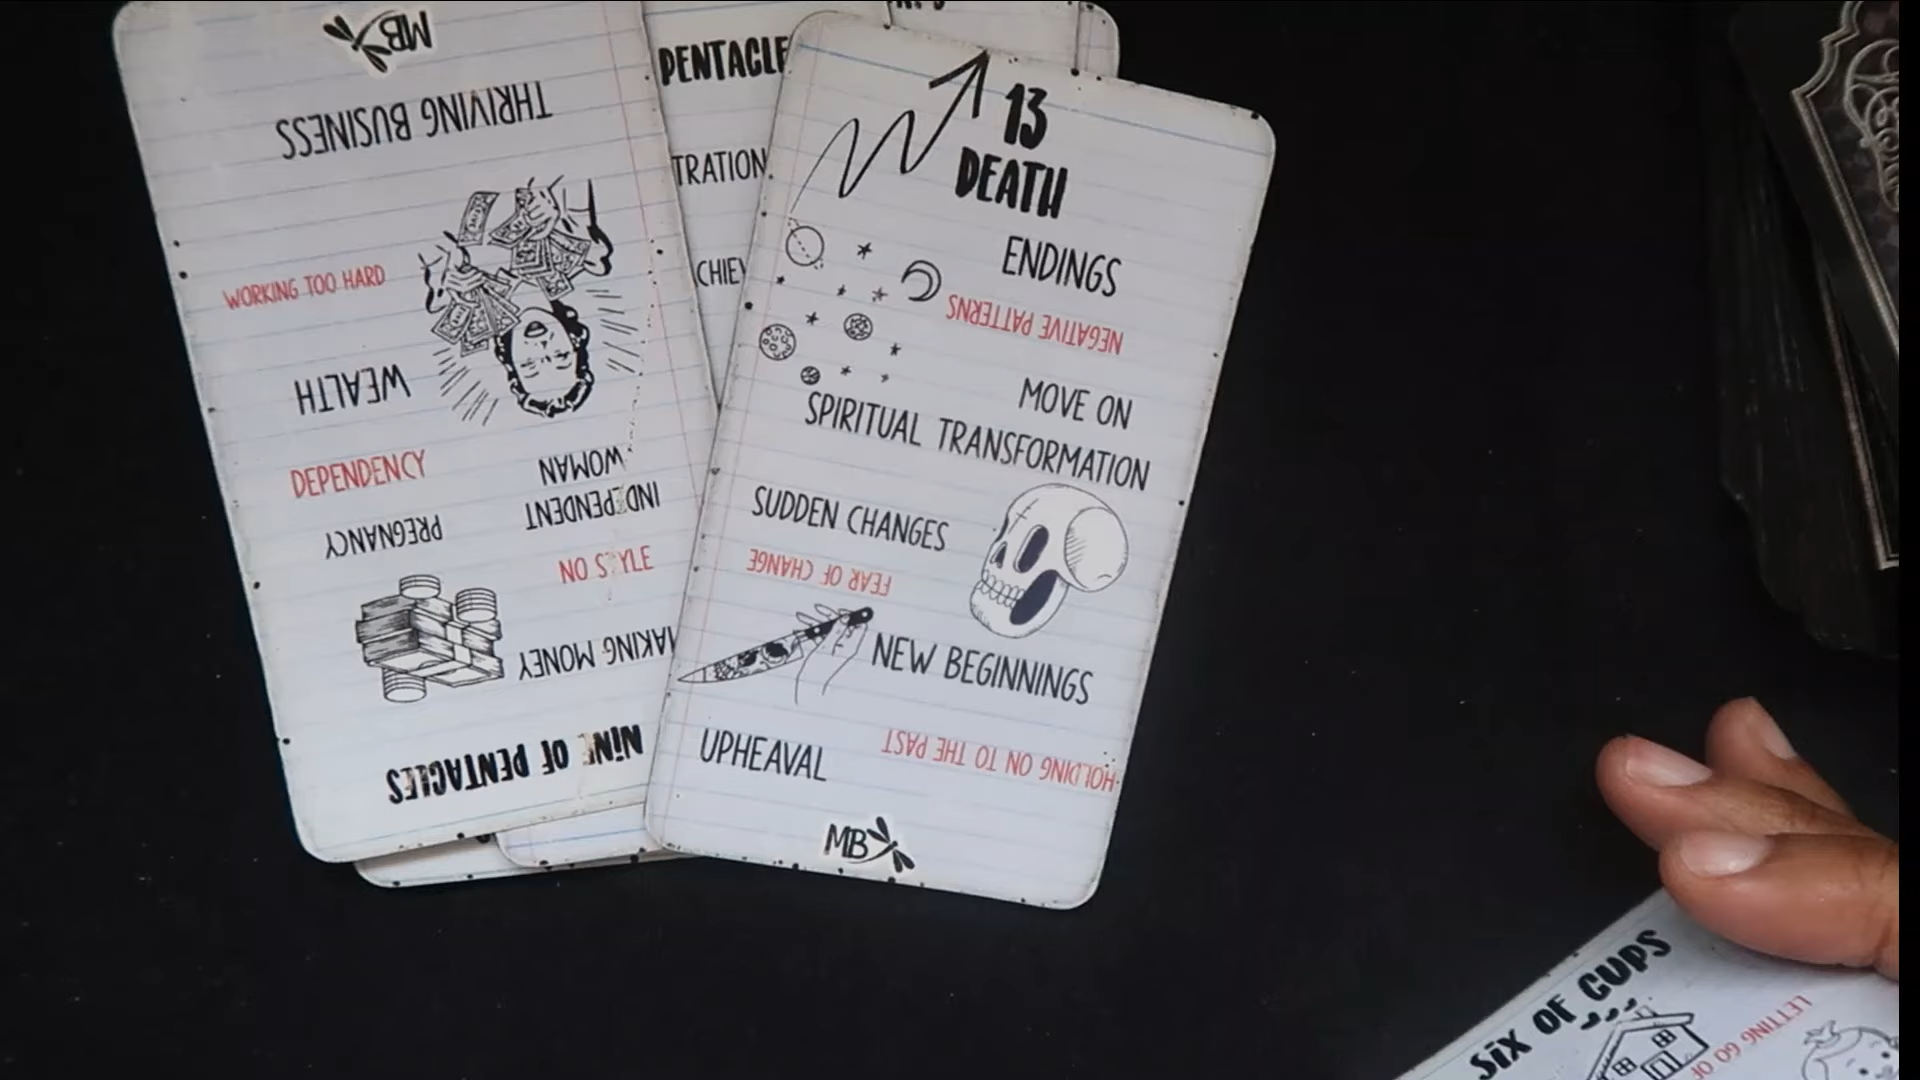 MB
THRIVING BUSINESS
WORKING TOO HARD
WEALTH
DEPENDENCY
INDEPENDENT
WOMAN
PREGNANCY
NO
MAKING MONEY
NINE OF PENTACLES
PENTACLE
TRATION
CHIEV
13
DEATH
ENDINGS
NEGATIVE PATTERNS
MOVE ON
SPIRITUAL TRANSFORMATION
SUDDEN CHANGES
FEAR OF CHANGE
NEW BEGINNINGS
UPHEAVAL
HOLDING ON TO THE PAST
MB
SIX OF CUPS
LETTING GO OF